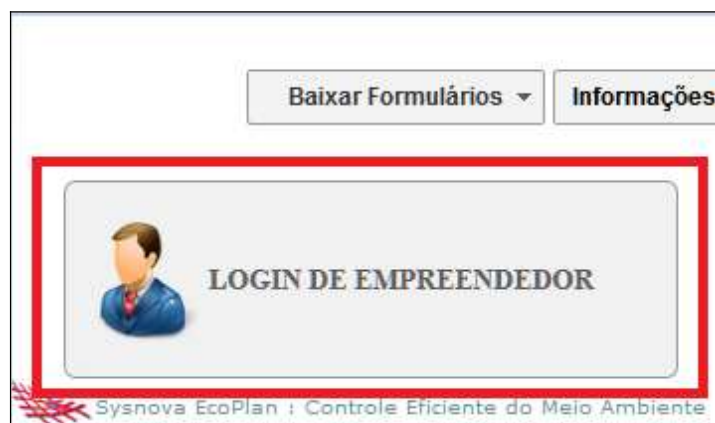 Baixar Formulários
Informações
LOGIN DE EMPREENDEDOR
Sysnova EcoPlan : Controle Eficiente do Meio Ambiente